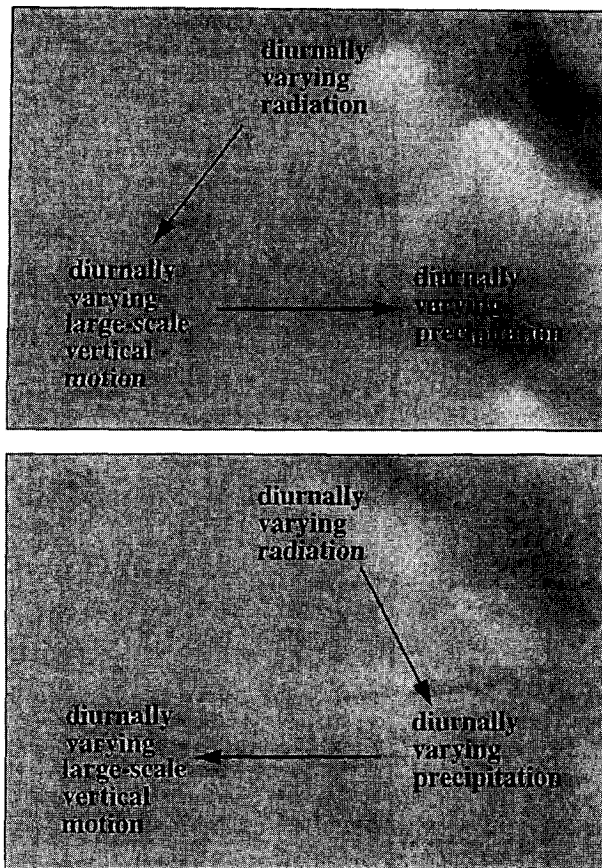 diurnally
varying
radiation
diurnally
varying
large-scale
vertical
motion
diurnally
varying
precipitation
diurnally
varying
radiation
diurnally
varying
large-scale
vertical
motion
diurnally
varying
precipitation